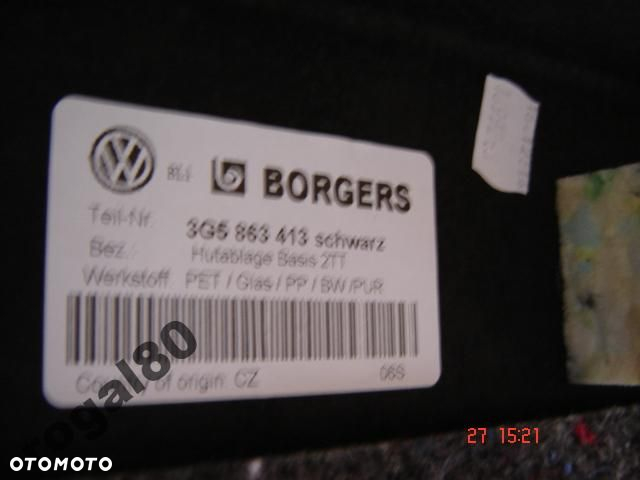 BORGERS
Teil-Nr. 3G5 863 413 schwarz
Bez.: Hutablage Basis 2TT
Werkstoff PET / Glas / PP / BW /PUR
Country of origin: CZ 06S
rogal80
27 15:21
OTOMOTO